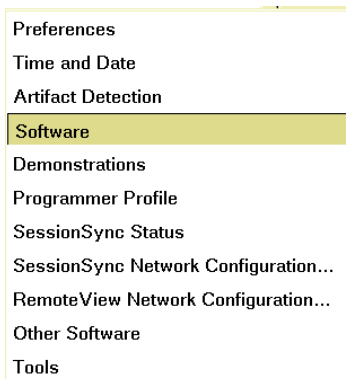 Preferences
Time and Date
Artifact Detection
Software
Demonstrations
Programmer Profile
SessionSync Status
SessionSync Network Configuration...
RemoteView Network Configuration...
Other Software
Tools